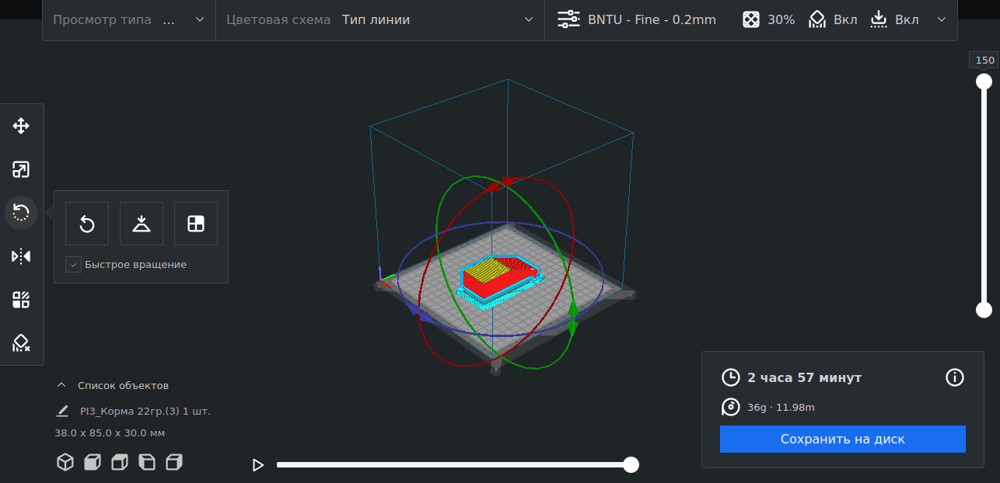 Просмотр типа ... Цветовая схема Тип линии BNTU - Fine - 0.2mm 30% Вкл Вкл
150
Быстрое вращение
Список объектов
PI3_Корма 22гр.(3) 1 шт.
38.0 x 85.0 x 30.0 мм
2 часа 57 минут
36g · 11.98m
Сохранить на диск